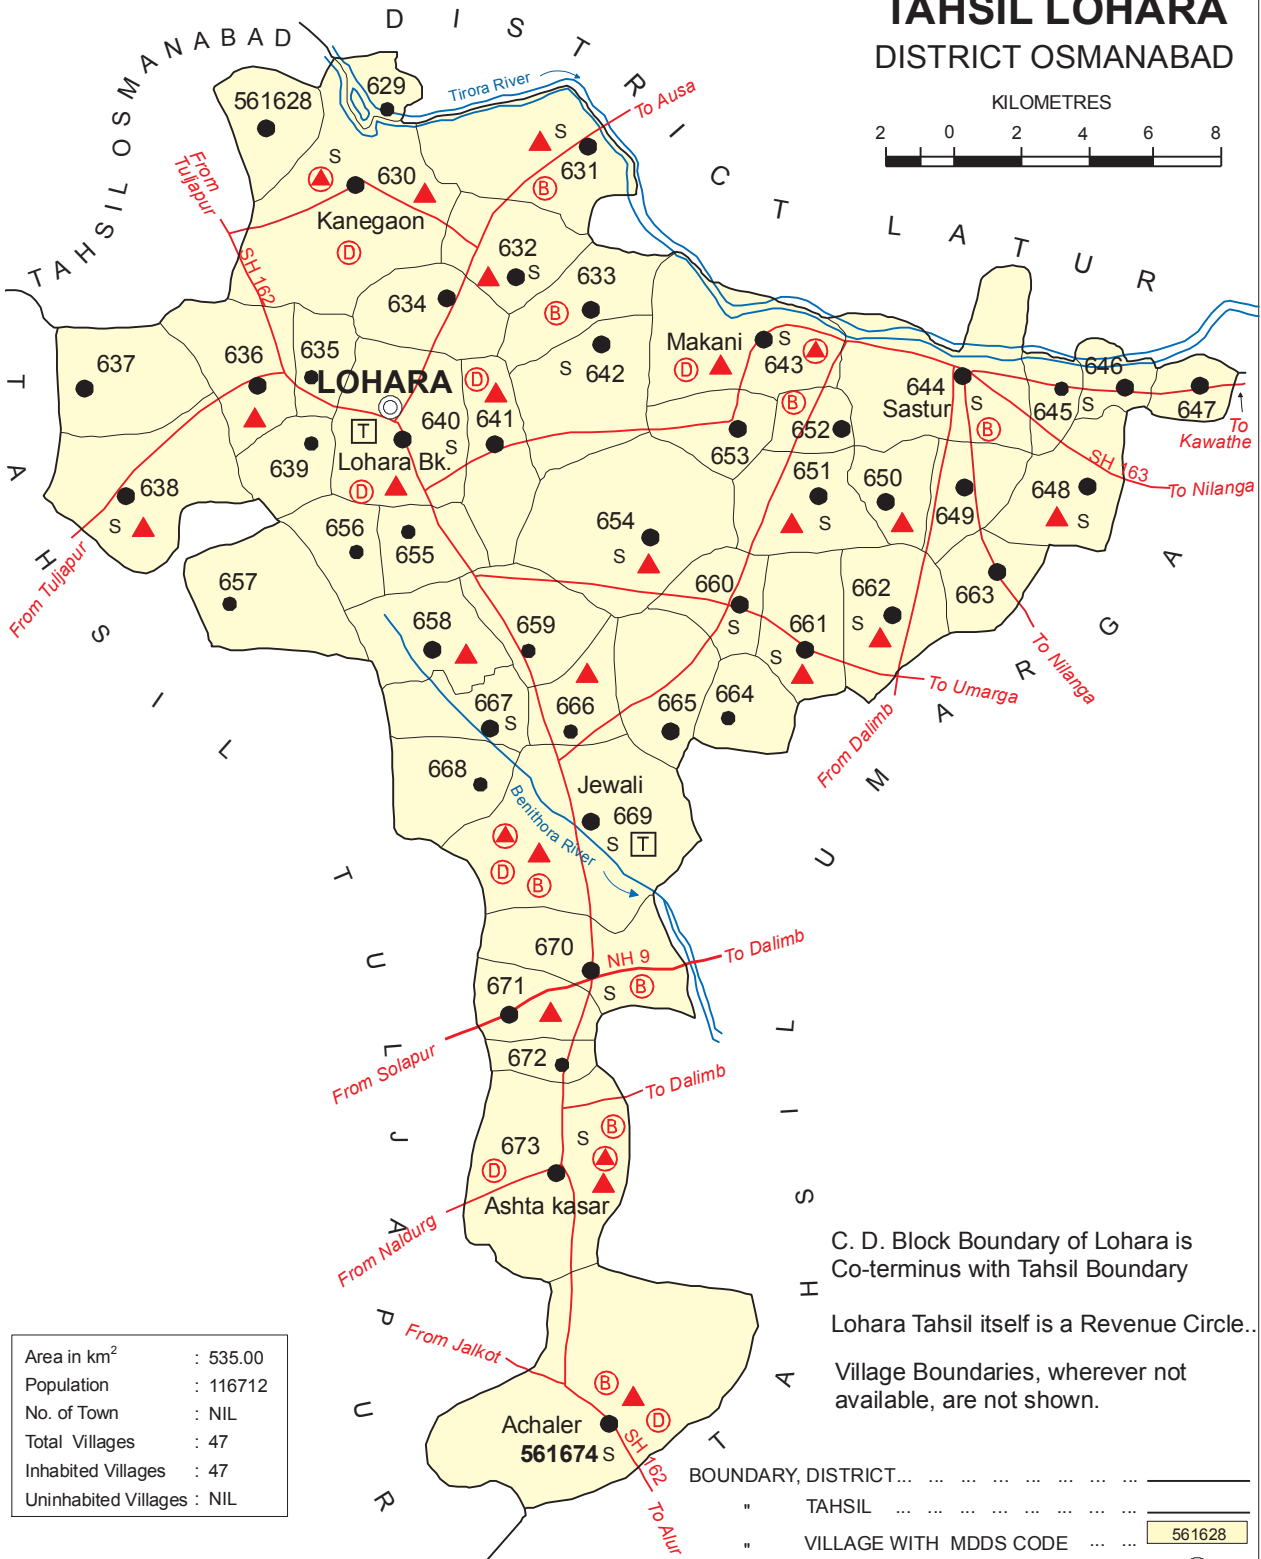 TAHSIL LOHARA
DISTRICT OSMANABAD
KILOMETRES
2 0 2 4 6 8
TAHSIL OSMANABAD
DISTRICT LATUR
TAHSIL TULJAPUR
TAHSIL UMARGA
Tirora River
To Ausa
From Tuljapur
SH 162
561628
629
S
630
Kanegaon
D
S
631
B
632
S
633
B
634
635
636
637
638
S
From Tuljapur
639
LOHARA
T
640
S
Lohara Bk.
D
D
641
S 642
Makani
D
S
643
B
644
Sastur
S
B
645
S
646
647
To Kawathe
SH 163
To Nilanga
648
S
649
650
651
S
652
653
654
S
655
656
657
658
659
660
S
661
S
662
S
663
To Nilanga
To Umarga
From Dalimb
664
665
666
667
S
668
Benithora River
Jewali
669
S T
D B
670
NH 9
To Dalimb
S B
671
From Solapur
672
To Dalimb
673
S
B
D
Ashta kasar
From Naldurg
From Jalkot
B
D
Achaler
561674 S
SH 162
To Alur
C. D. Block Boundary of Lohara is
Co-terminus with Tahsil Boundary
Lohara Tahsil itself is a Revenue Circle..
Village Boundaries, wherever not
available, are not shown.
Area in km2 : 535.00
Population : 116712
No. of Town : NIL
Total Villages : 47
Inhabited Villages : 47
Uninhabited Villages : NIL
BOUNDARY, DISTRICT... ... ... ... ... ... ... ...
" TAHSIL ... ... ... ... ... ... ... ...
" VILLAGE WITH MDDS CODE ... ... 561628